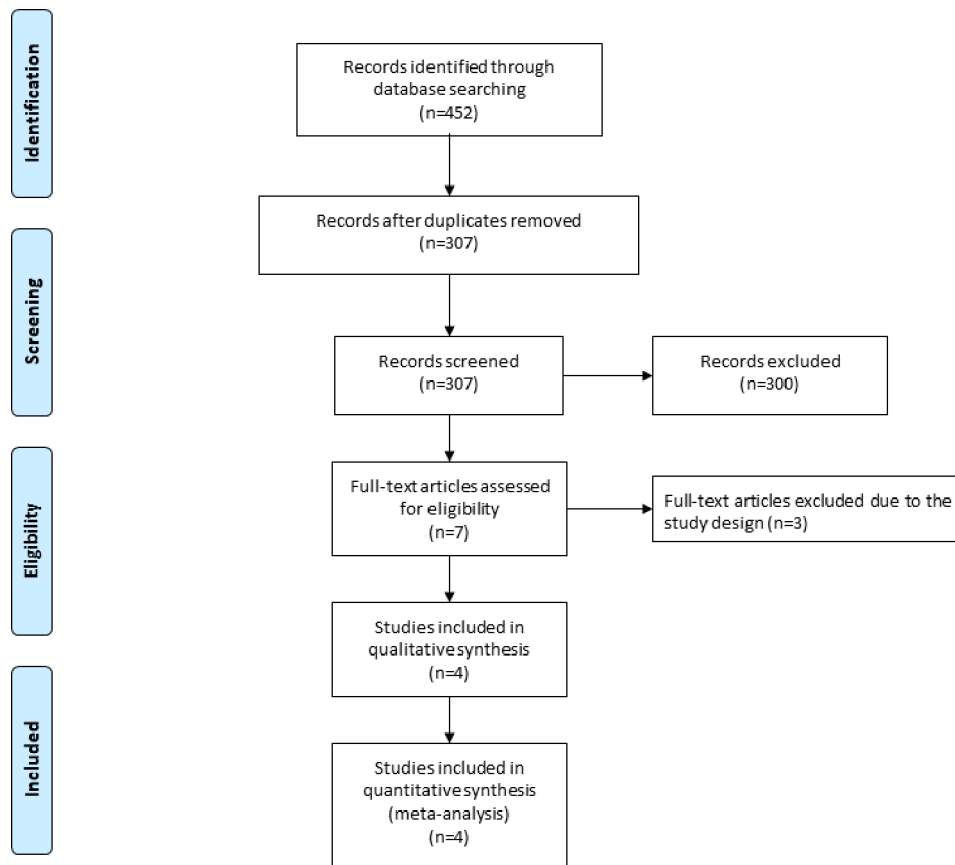 Identification
Records identified through
database searching
(n=452)
Records after duplicates removed
(n=307)
Screening
Records screened
(n=307)
Records excluded
(n=300)
Eligibility
Full-text articles assessed
for eligibility
(n=7)
Full-text articles excluded due to the
study design (n=3)
Studies included in
qualitative synthesis
(n=4)
Included
Studies included in
quantitative synthesis
(meta-analysis)
(n=4)